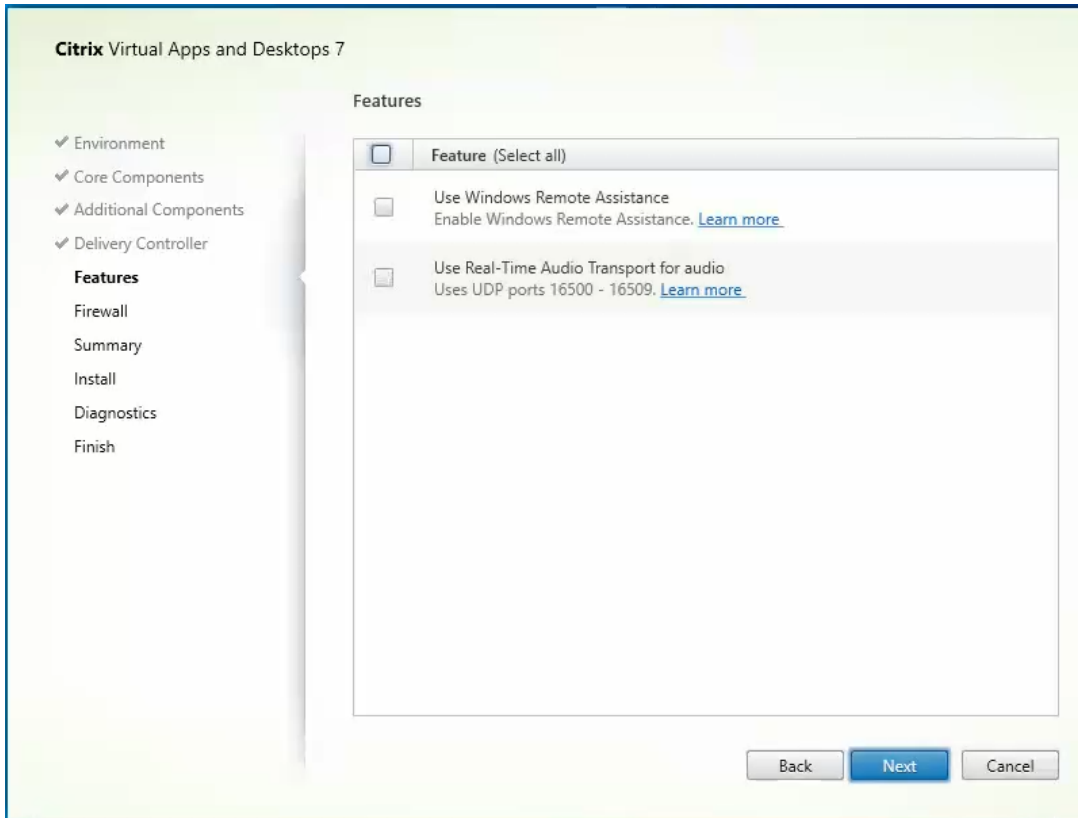 Citrix Virtual Apps and Desktops 7
Environment
Core Components
Additional Components
Delivery Controller
Features
Firewall
Summary
Install
Diagnostics
Finish
Features
Feature (Select all)
Use Windows Remote Assistance
Enable Windows Remote Assistance. Learn more
Use Real-Time Audio Transport for audio
Uses UDP ports 16500 - 16509. Learn more
Back Next Cancel